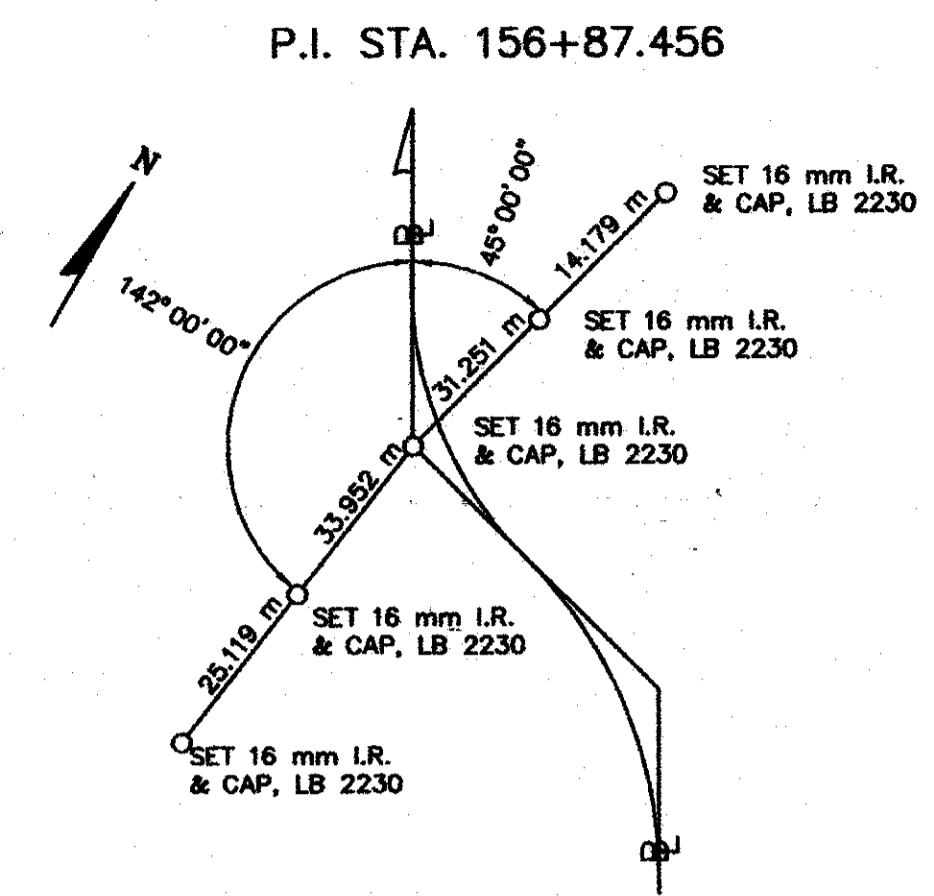 P.I. STA. 156+87.456
N
45°00'00"
142°00'00"
14.179 m
SET 16 mm I.R.
& CAP, LB 2230
31.251 m
SET 16 mm I.R.
& CAP, LB 2230
SET 16 mm I.R.
& CAP, LB 2230
33.952 m
SET 16 mm I.R.
& CAP, LB 2230
25.119 m
SET 16 mm I.R.
& CAP, LB 2230